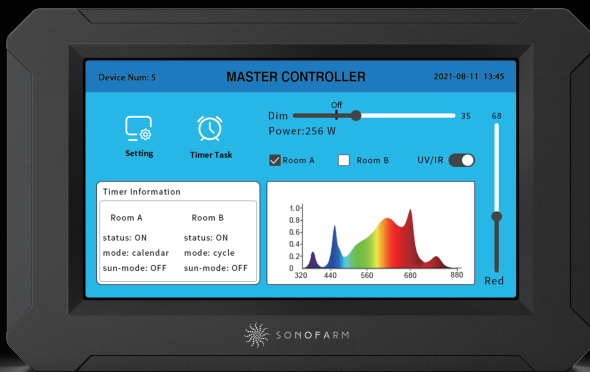 Device Num: 5
MASTER CONTROLLER
2021-08-11 13:45
Off
Dim
35
68
Power:256 W
Setting
Timer Task
Room A
Room B
UV/IR
Timer Information
Room A
Room B
status: ON
status: ON
mode: calendar
mode: cycle
sun-mode: OFF
sun-mode: OFF
1.0
0.8
0.6
0.4
0.2
0
320
440
560
680
880
Red
SONOFARM